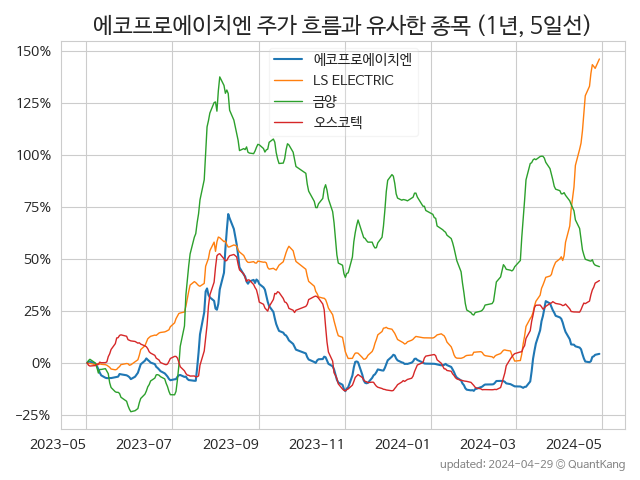 에코프로에이치엔 주가 흐름과 유사한 종목 (1년, 5일선)
에코프로에이치엔
LS ELECTRIC
금양
오스코텍
150%
125%
100%
75%
50%
25%
0%
−25%
2023-05
2023-07
2023-09
2023-11
2024-01
2024-03
2024-05
updated: 2024-04-29 © QuantKang